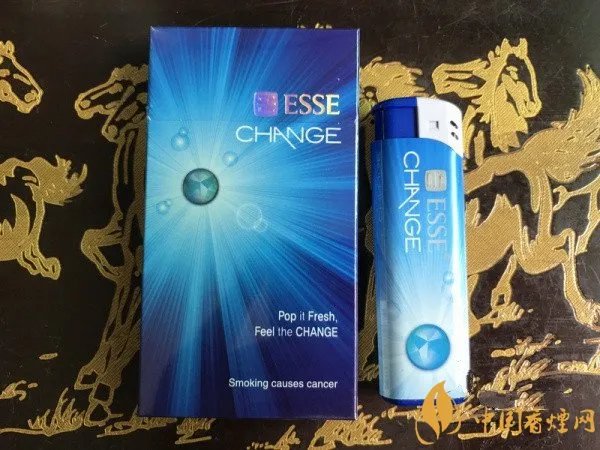 ESSE
CHANGE
Pop it Fresh,
Feel the CHANGE
Smoking causes cancer
ESSE
CHANGE
中国香烟网